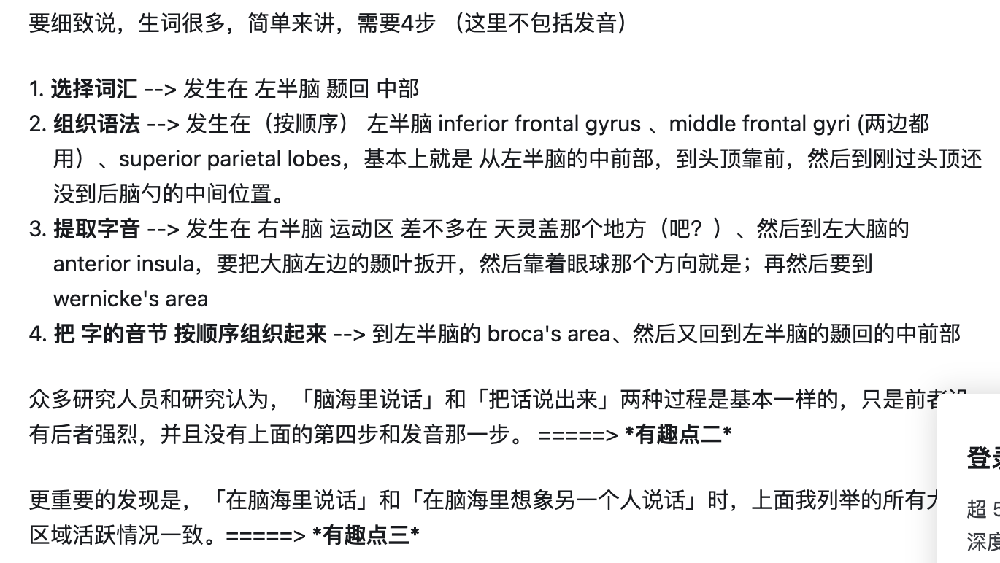 要细致说，生词很多，简单来讲，需要4步 （这里不包括发音）
1. 选择词汇 --> 发生在 左半脑 颞回 中部
2. 组织语法 --> 发生在（按顺序） 左半脑 inferior frontal gyrus 、middle frontal gyri (两边都
用）、superior parietal lobes，基本上就是 从左半脑的中前部，到头顶靠前，然后到刚过头顶还
没到后脑勺的中间位置。
3. 提取字音 --> 发生在 右半脑 运动区 差不多在 天灵盖那个地方（吧？）、然后到左大脑的
anterior insula，要把大脑左边的颞叶扳开，然后靠着眼球那个方向就是；再然后要到
wernicke's area
4. 把 字的音节 按顺序组织起来 --> 到左半脑的 broca's area、然后又回到左半脑的颞回的中前部
众多研究人员和研究认为，「脑海里说话」和「把话说出来」两种过程是基本一样的，只是前
有后者强烈，并且没有上面的第四步和发音那一步。 =====> *有趣点二*
更重要的发现是，「在脑海里说话」和「在脑海里想象另一个人说话」时，上面我列举的所有
区域活跃情况一致。=====> *有趣点三*
登
超
深